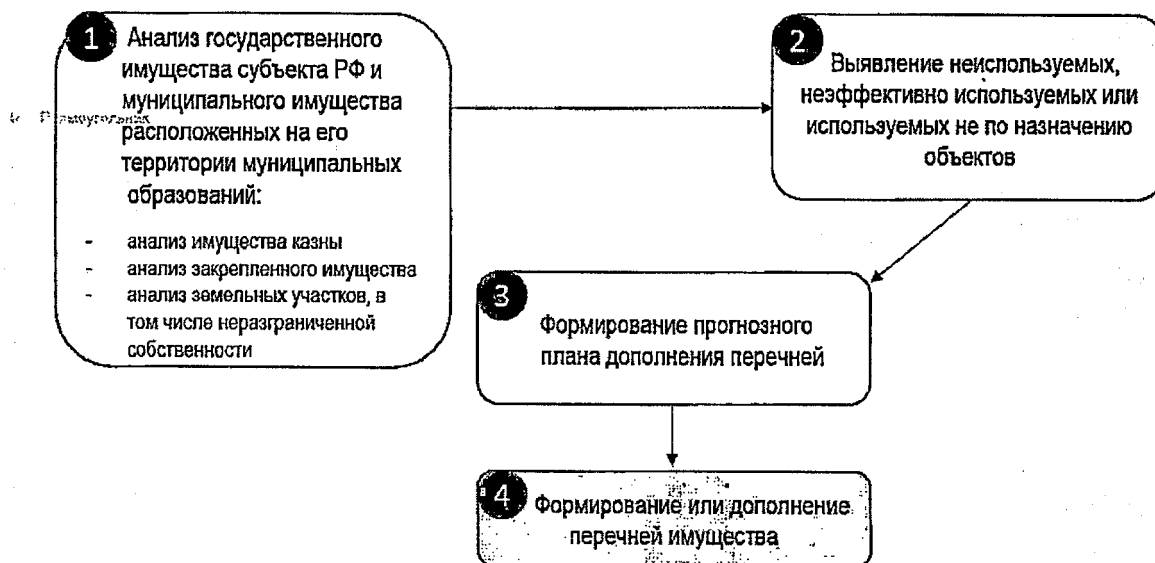 1
Анализ государственного
имущества субъекта РФ и
муниципального имущества
расположенных на его
территории муниципальных
образований:
- анализ имущества казны
- анализ закрепленного имущества
- анализ земельных участков, в
том числе неразграниченной
собственности
2
Выявление неиспользуемых,
неэффективно используемых или
используемых не по назначению
объектов
3
Формирование прогнозного
плана дополнения перечней
4
Формирование или дополнение
перечней имущества